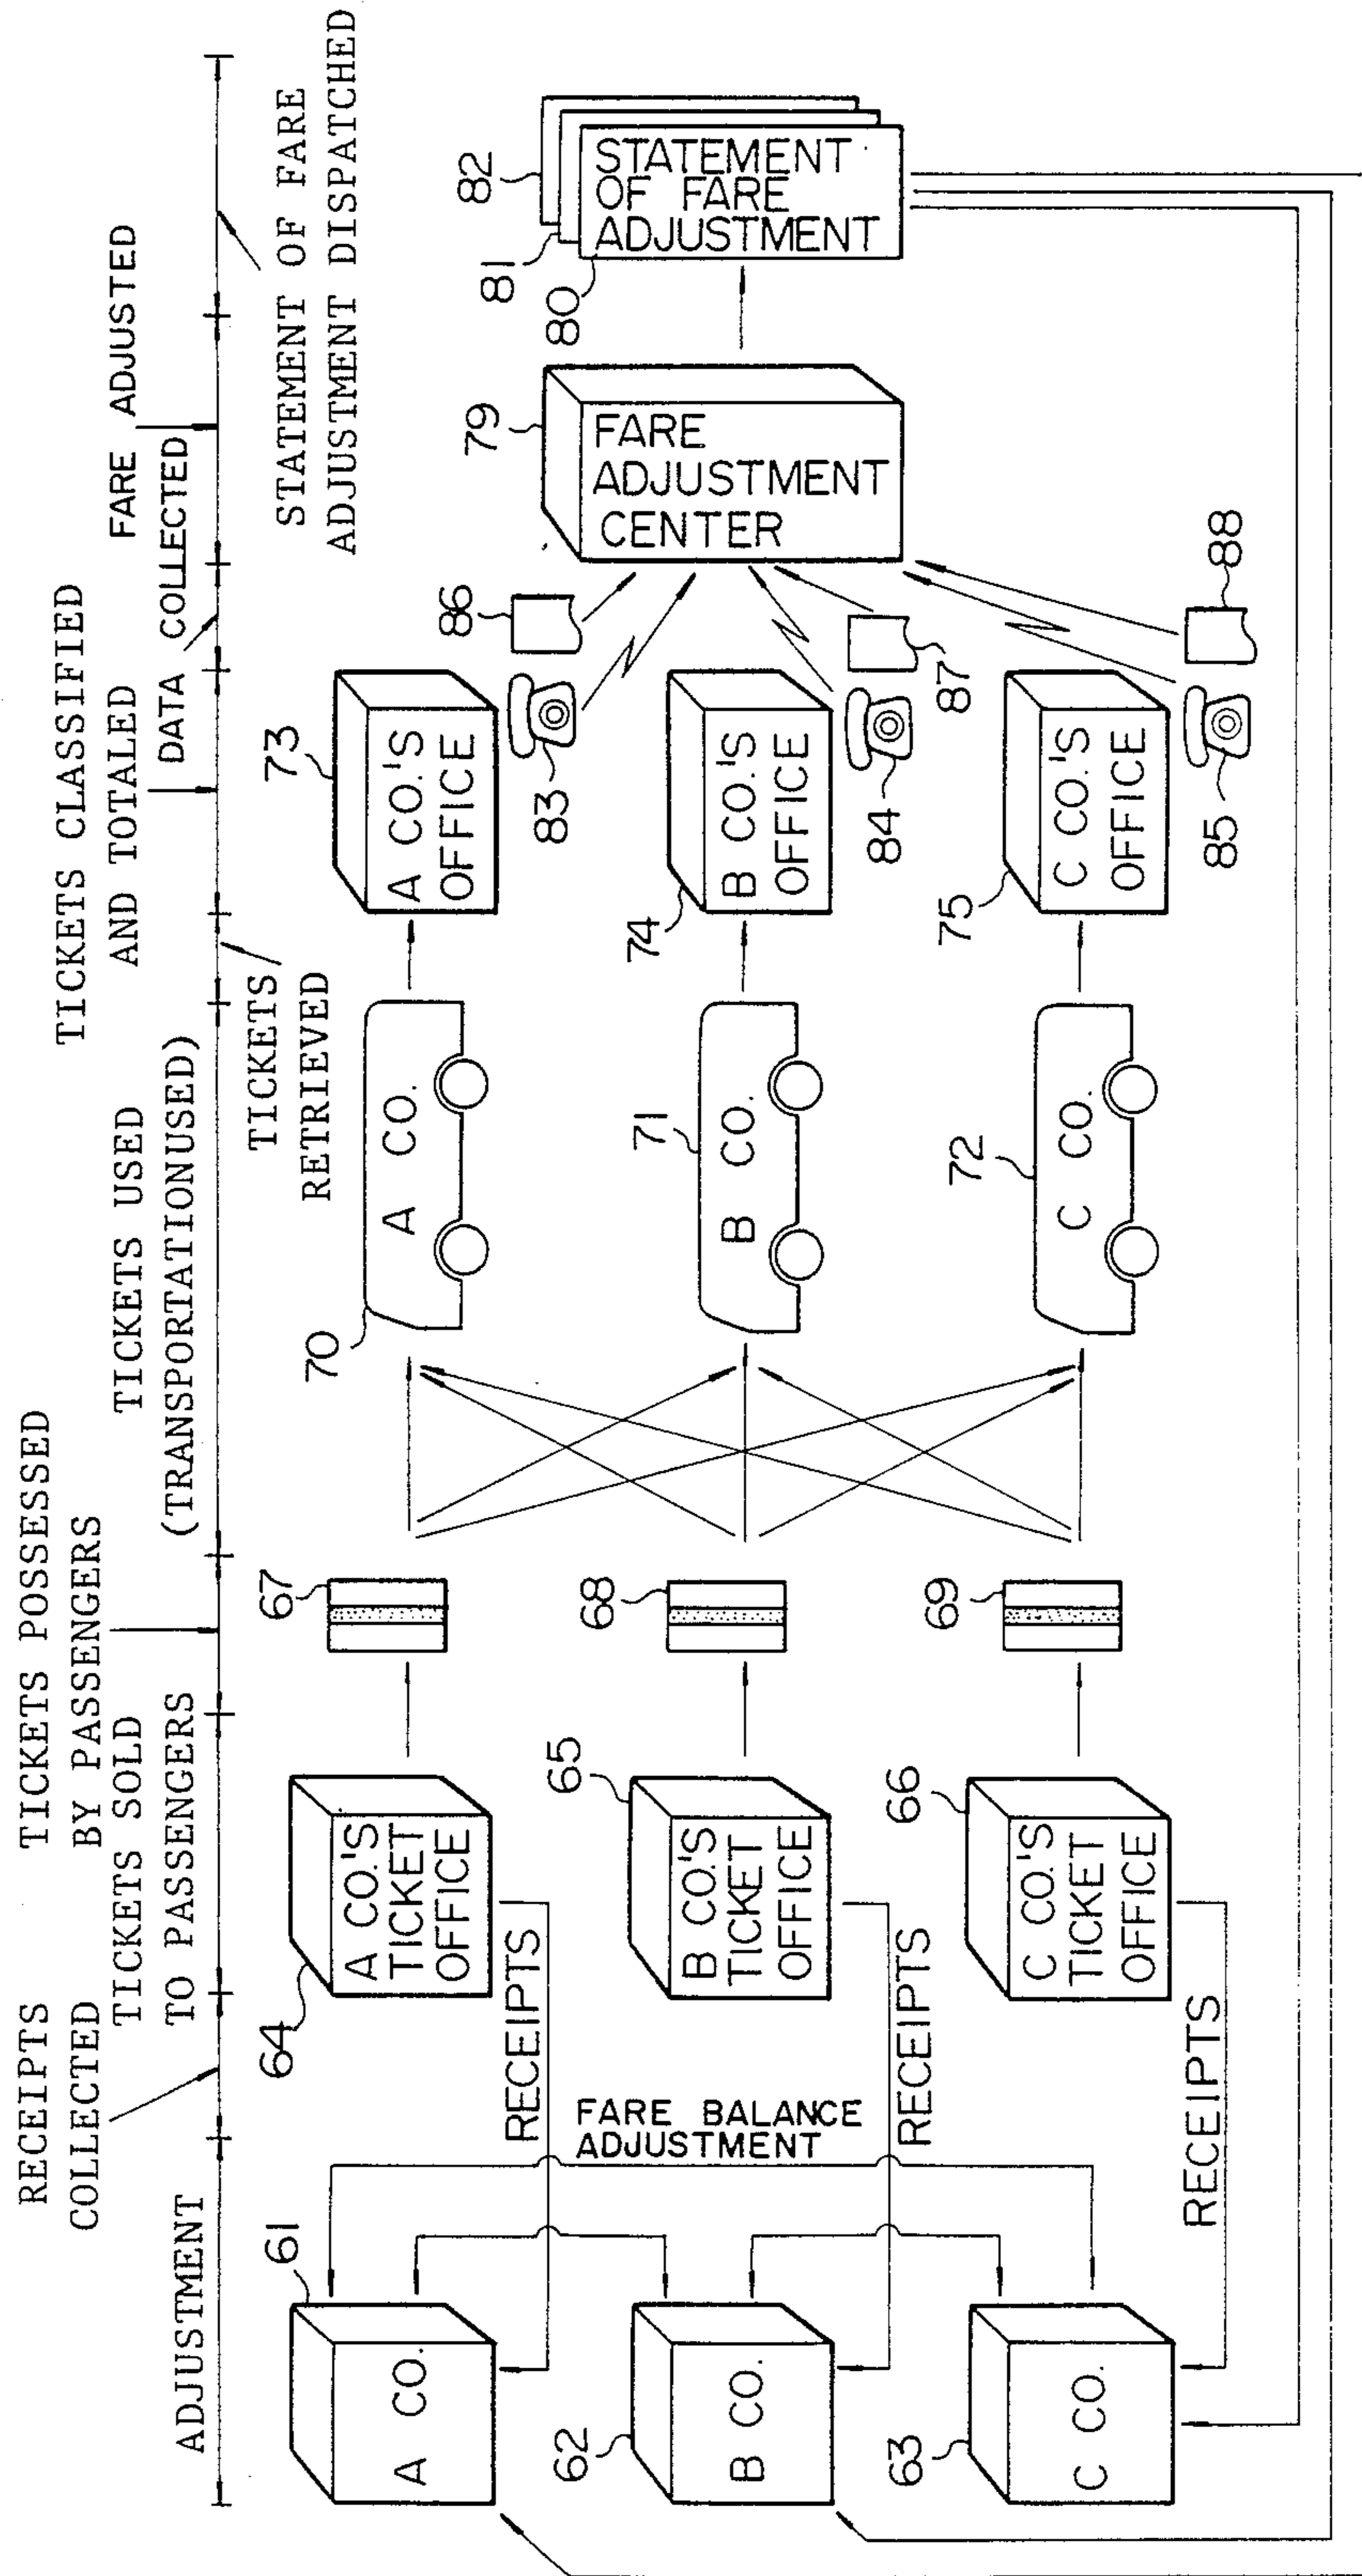 RECEIPTS
COLLECTED
TICKETS POSSESSED
BY PASSENGERS
TICKETS SOLD
TO PASSENGERS
TICKETS USED
(TRANSPORTATIONUSED)
TICKETS CLASSIFIED
AND TOTALED
DATA COLLECTED
FARE ADJUSTED
ADJUSTMENT
TICKETS
RETRIEVED
STATEMENT OF FARE
ADJUSTMENT DISPATCHED
61
A CO.
64
A CO.'S
TICKET
OFFICE
RECEIPTS
67
70
A CO.
73
A CO.'S
OFFICE
83
86
79
FARE
ADJUSTMENT
CENTER
80
81
82
STATEMENT
OF FARE
ADJUSTMENT
FARE BALANCE
ADJUSTMENT
62
B CO.
65
B CO.'S
TICKET
OFFICE
RECEIPTS
68
71
B CO.
74
B CO.'S
OFFICE
84
87
63
C CO.
66
C CO.'S
TICKET
OFFICE
RECEIPTS
69
72
C CO.
75
C CO.'S
OFFICE
85
88